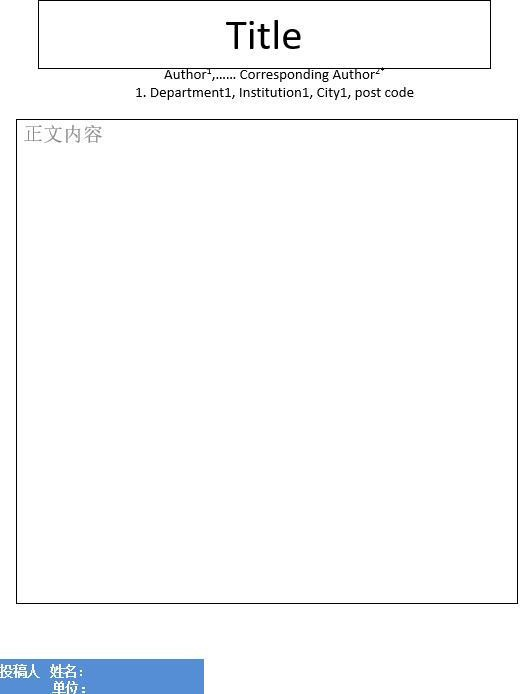 Title
Author¹,…… Corresponding Author²*
1. Department1, Institution1, City1, post code
正文内容
投稿人 姓名：
单位：